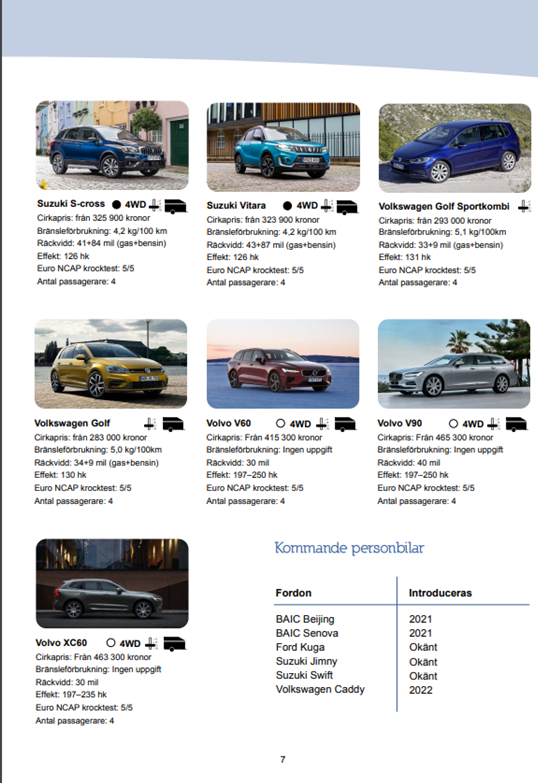 Suzuki S-cross 4WD
Cirkapris: från 325 900 kronor
Bränsleförbrukning: 4,2 kg/100 km
Räckvidd: 41+84 mil (gas+bensin)
Effekt: 126 hk
Euro NCAP krocktest: 5/5
Antal passagerare: 4
Suzuki Vitara 4WD
Cirkapris: från 323 900 kronor
Bränsleförbrukning: 4,2 kg/100 km
Räckvidd: 43+87 mil (gas+bensin)
Effekt: 126 hk
Euro NCAP krocktest: 5/5
Antal passagerare: 4
Volkswagen Golf Sportkombi
Cirkapris: från 293 000 kronor
Bränsleförbrukning: 5,1 kg/100km
Räckvidd: 33+9 mil (gas+bensin)
Effekt: 131 hk
Euro NCAP krocktest: 5/5
Antal passagerare: 4
Volkswagen Golf
Cirkapris: från 283 000 kronor
Bränsleförbrukning: 5,0 kg/100km
Räckvidd: 34+9 mil (gas+bensin)
Effekt: 130 hk
Euro NCAP krocktest: 5/5
Antal passagerare: 4
Volvo V60 4WD
Cirkapris: Från 415 300 kronor
Bränsleförbrukning: Ingen uppgift
Räckvidd: 30 mil
Effekt: 197–250 hk
Euro NCAP krocktest: 5/5
Antal passagerare: 4
Volvo V90 4WD
Cirkapris: Från 465 300 kronor
Bränsleförbrukning: Ingen uppgift
Räckvidd: 40 mil
Effekt: 197–250 hk
Euro NCAP krocktest: 5/5
Antal passagerare: 4
Volvo XC60 4WD
Cirkapris: Från 463 300 kronor
Bränsleförbrukning: Ingen uppgift
Räckvidd: 30 mil
Effekt: 197–235 hk
Euro NCAP krocktest: 5/5
Antal passagerare: 4
Kommande personbilar
Fordon Introduceras
BAIC Beijing 2021
BAIC Senova 2021
Ford Kuga Okänt
Suzuki Jimny Okänt
Suzuki Swift Okänt
Volkswagen Caddy 2022
7